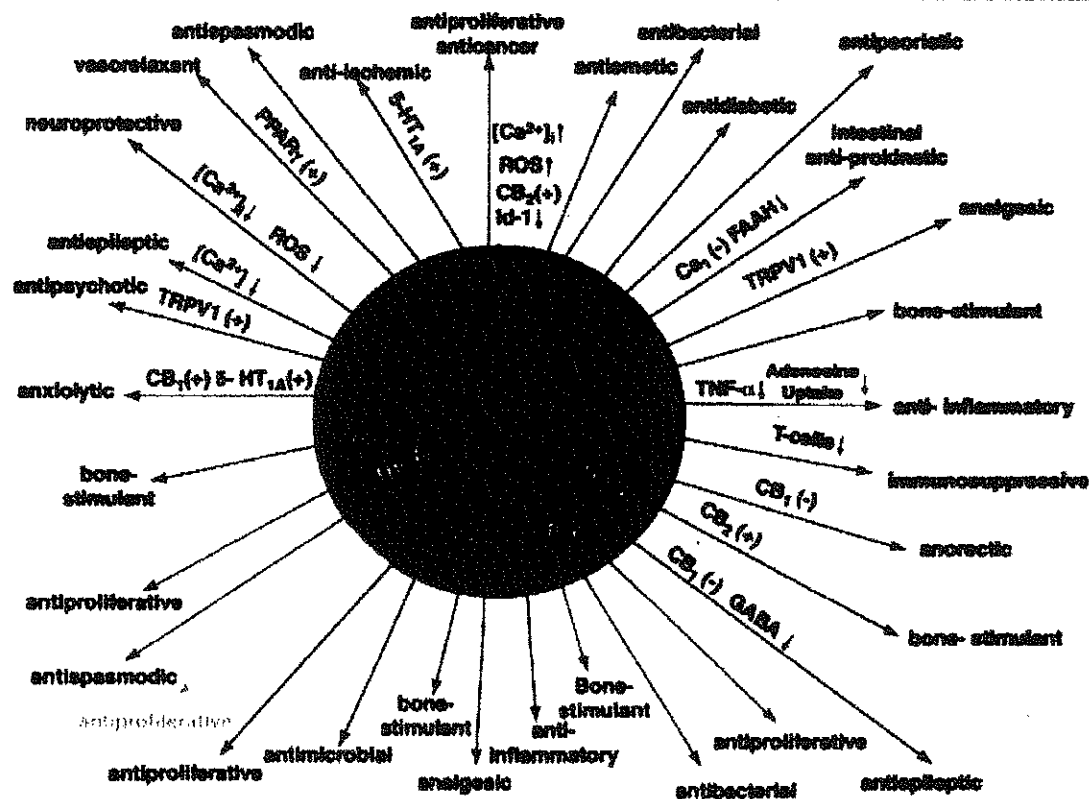 antiproliferative
anticancer
antispasmodic
antibacterial
antipsoriatic
vasorelaxant
anti-ischemic
antiemetic
antidiabetic
neuroprotective
PPARγ (+)
5-HT1A (+)
[Ca²⁺]i↑
ROS↑
CB2(+)
Id-1↓
intestinal
anti-prokinetic
[Ca²⁺]i↓ ROS ↓
(-) FAAH↓
analgesic
antiepileptic
[Ca²⁺] ↓
TRPV1 (+)
antipsychotic
TRPV1 (+)
bone-stimulant
anxiolytic
CB1(+) 5- HT1A(+)
TNF-α↓
Adenosine ↓
Uptake
anti- inflammatory
T-cells↓
immunosuppressive
bone-
stimulant
CB1 (-)
anorectic
CB2 (+)
bone- stimulant
CB1 (-) GABA ↓
antiepileptic
antiproliferative
antispasmodic
antiproliferative
antiproliferative
antimicrobial
bone-
stimulant
analgesic
anti-
inflammatory
Bone-
stimulant
antibacterial
antiproliferative